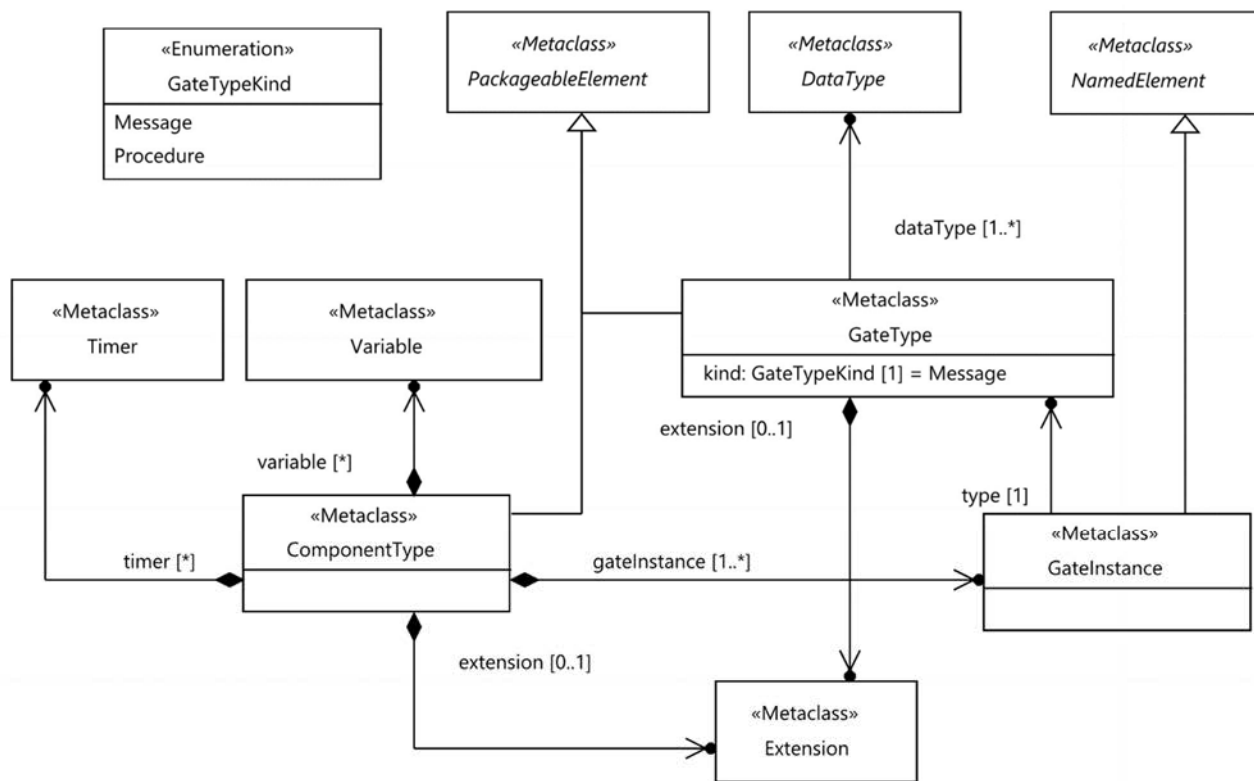 «Enumeration»
GateTypeKind
Message
Procedure
«Metaclass»
PackageableElement
«Metaclass»
DataType
«Metaclass»
NamedElement
dataType [1..*]
«Metaclass»
Timer
«Metaclass»
Variable
«Metaclass»
GateType
kind: GateTypeKind [1] = Message
extension [0..1]
variable [*]
type [1]
«Metaclass»
ComponentType
timer [*]
gateInstance [1..*]
«Metaclass»
GateInstance
extension [0..1]
«Metaclass»
Extension